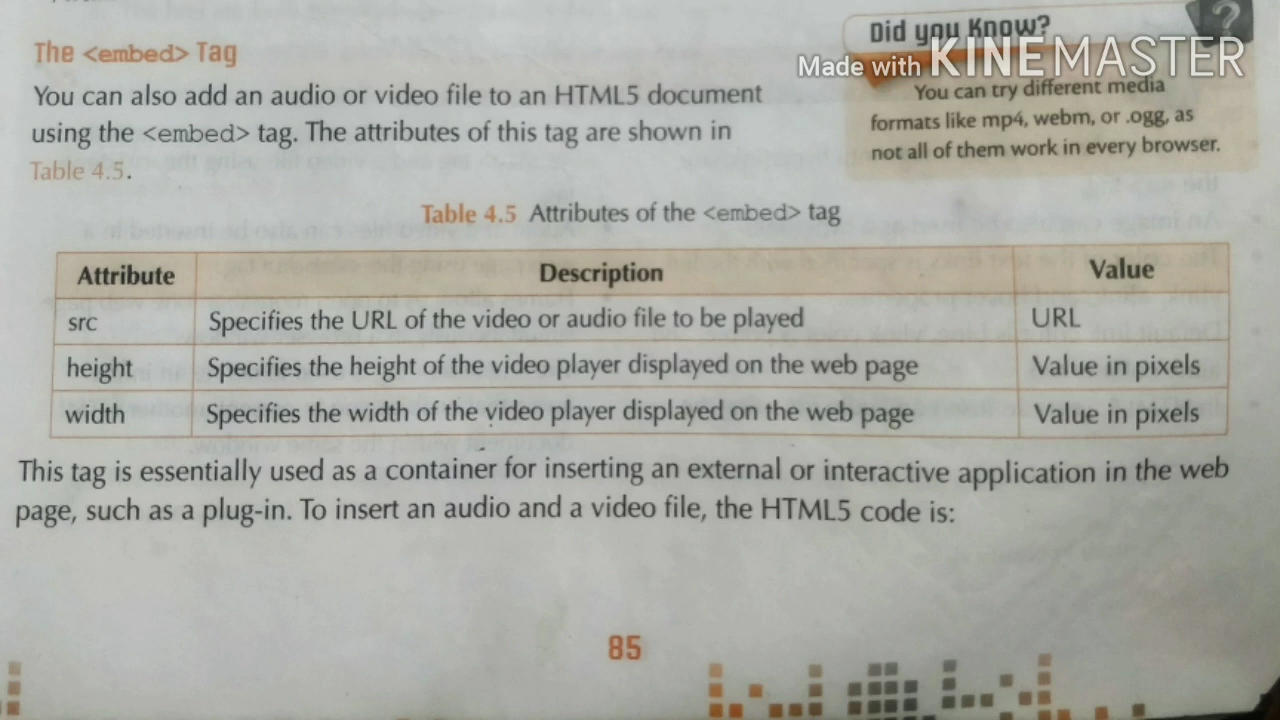 The <embed> Tag
You can also add an audio or video file to an HTML5 document
using the <embed> tag. The attributes of this tag are shown in
Table 4.5.
Did you Know?
Made with KINEMASTER
You can try different media
formats like mp4, webm, or .ogg, as
not all of them work in every browser.
Table 4.5 Attributes of the <embed> tag
Attribute Description Value
src Specifies the URL of the video or audio file to be played URL
height Specifies the height of the video player displayed on the web page Value in pixels
width Specifies the width of the video player displayed on the web page Value in pixels
This tag is essentially used as a container for inserting an external or interactive application in the web
page, such as a plug-in. To insert an audio and a video file, the HTML5 code is:
85